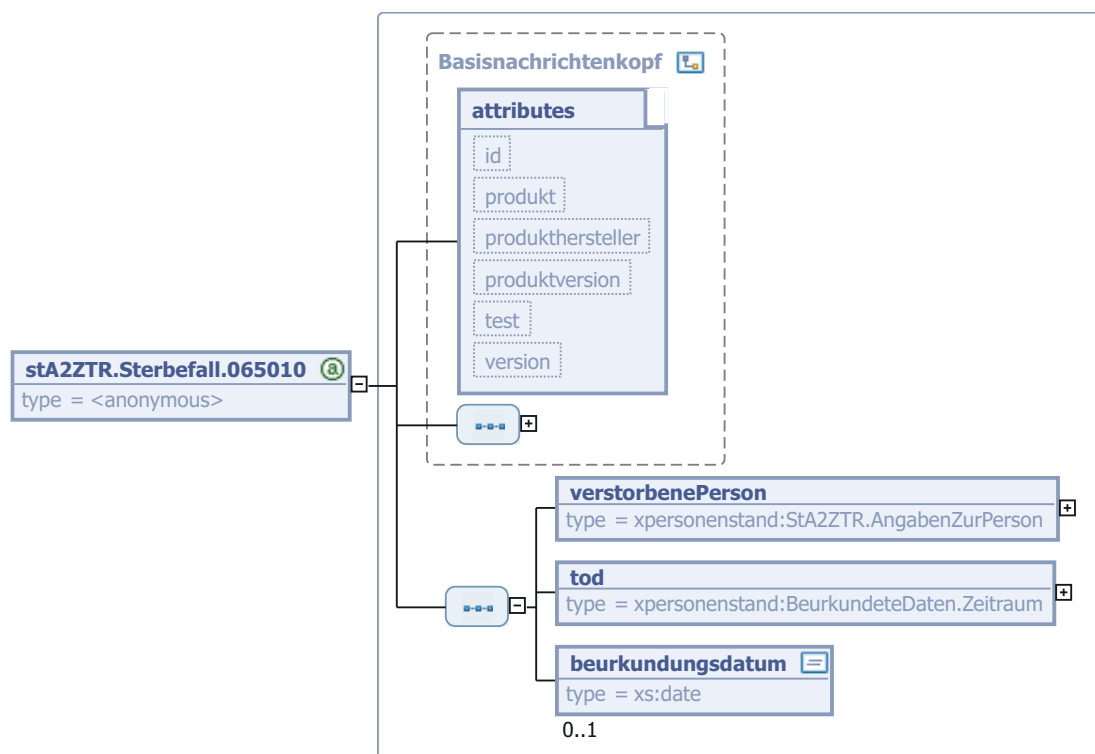 Basisnachrichtenkopf
attributes
id
produkt
produkthersteller
produktversion
test
version
stA2ZTR.Sterbefall.065010 a
type = <anonymous>
verstorbenePerson
type = xpersonenstand:StA2ZTR.AngabenZurPerson
tod
type = xpersonenstand:BeurkundeteDaten.Zeitraum
beurkundungsdatum
type = xs:date
0..1